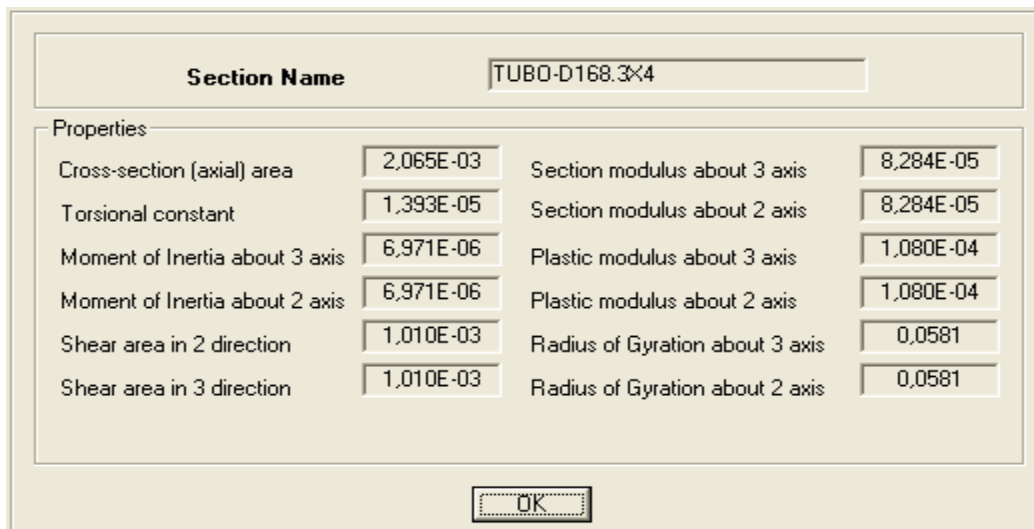 Section Name TUBO-D168.3X4
Properties
Cross-section (axial) area 2,065E-03 Section modulus about 3 axis 8,284E-05
Torsional constant 1,393E-05 Section modulus about 2 axis 8,284E-05
Moment of Inertia about 3 axis 6,971E-06 Plastic modulus about 3 axis 1,080E-04
Moment of Inertia about 2 axis 6,971E-06 Plastic modulus about 2 axis 1,080E-04
Shear area in 2 direction 1,010E-03 Radius of Gyration about 3 axis 0,0581
Shear area in 3 direction 1,010E-03 Radius of Gyration about 2 axis 0,0581
OK